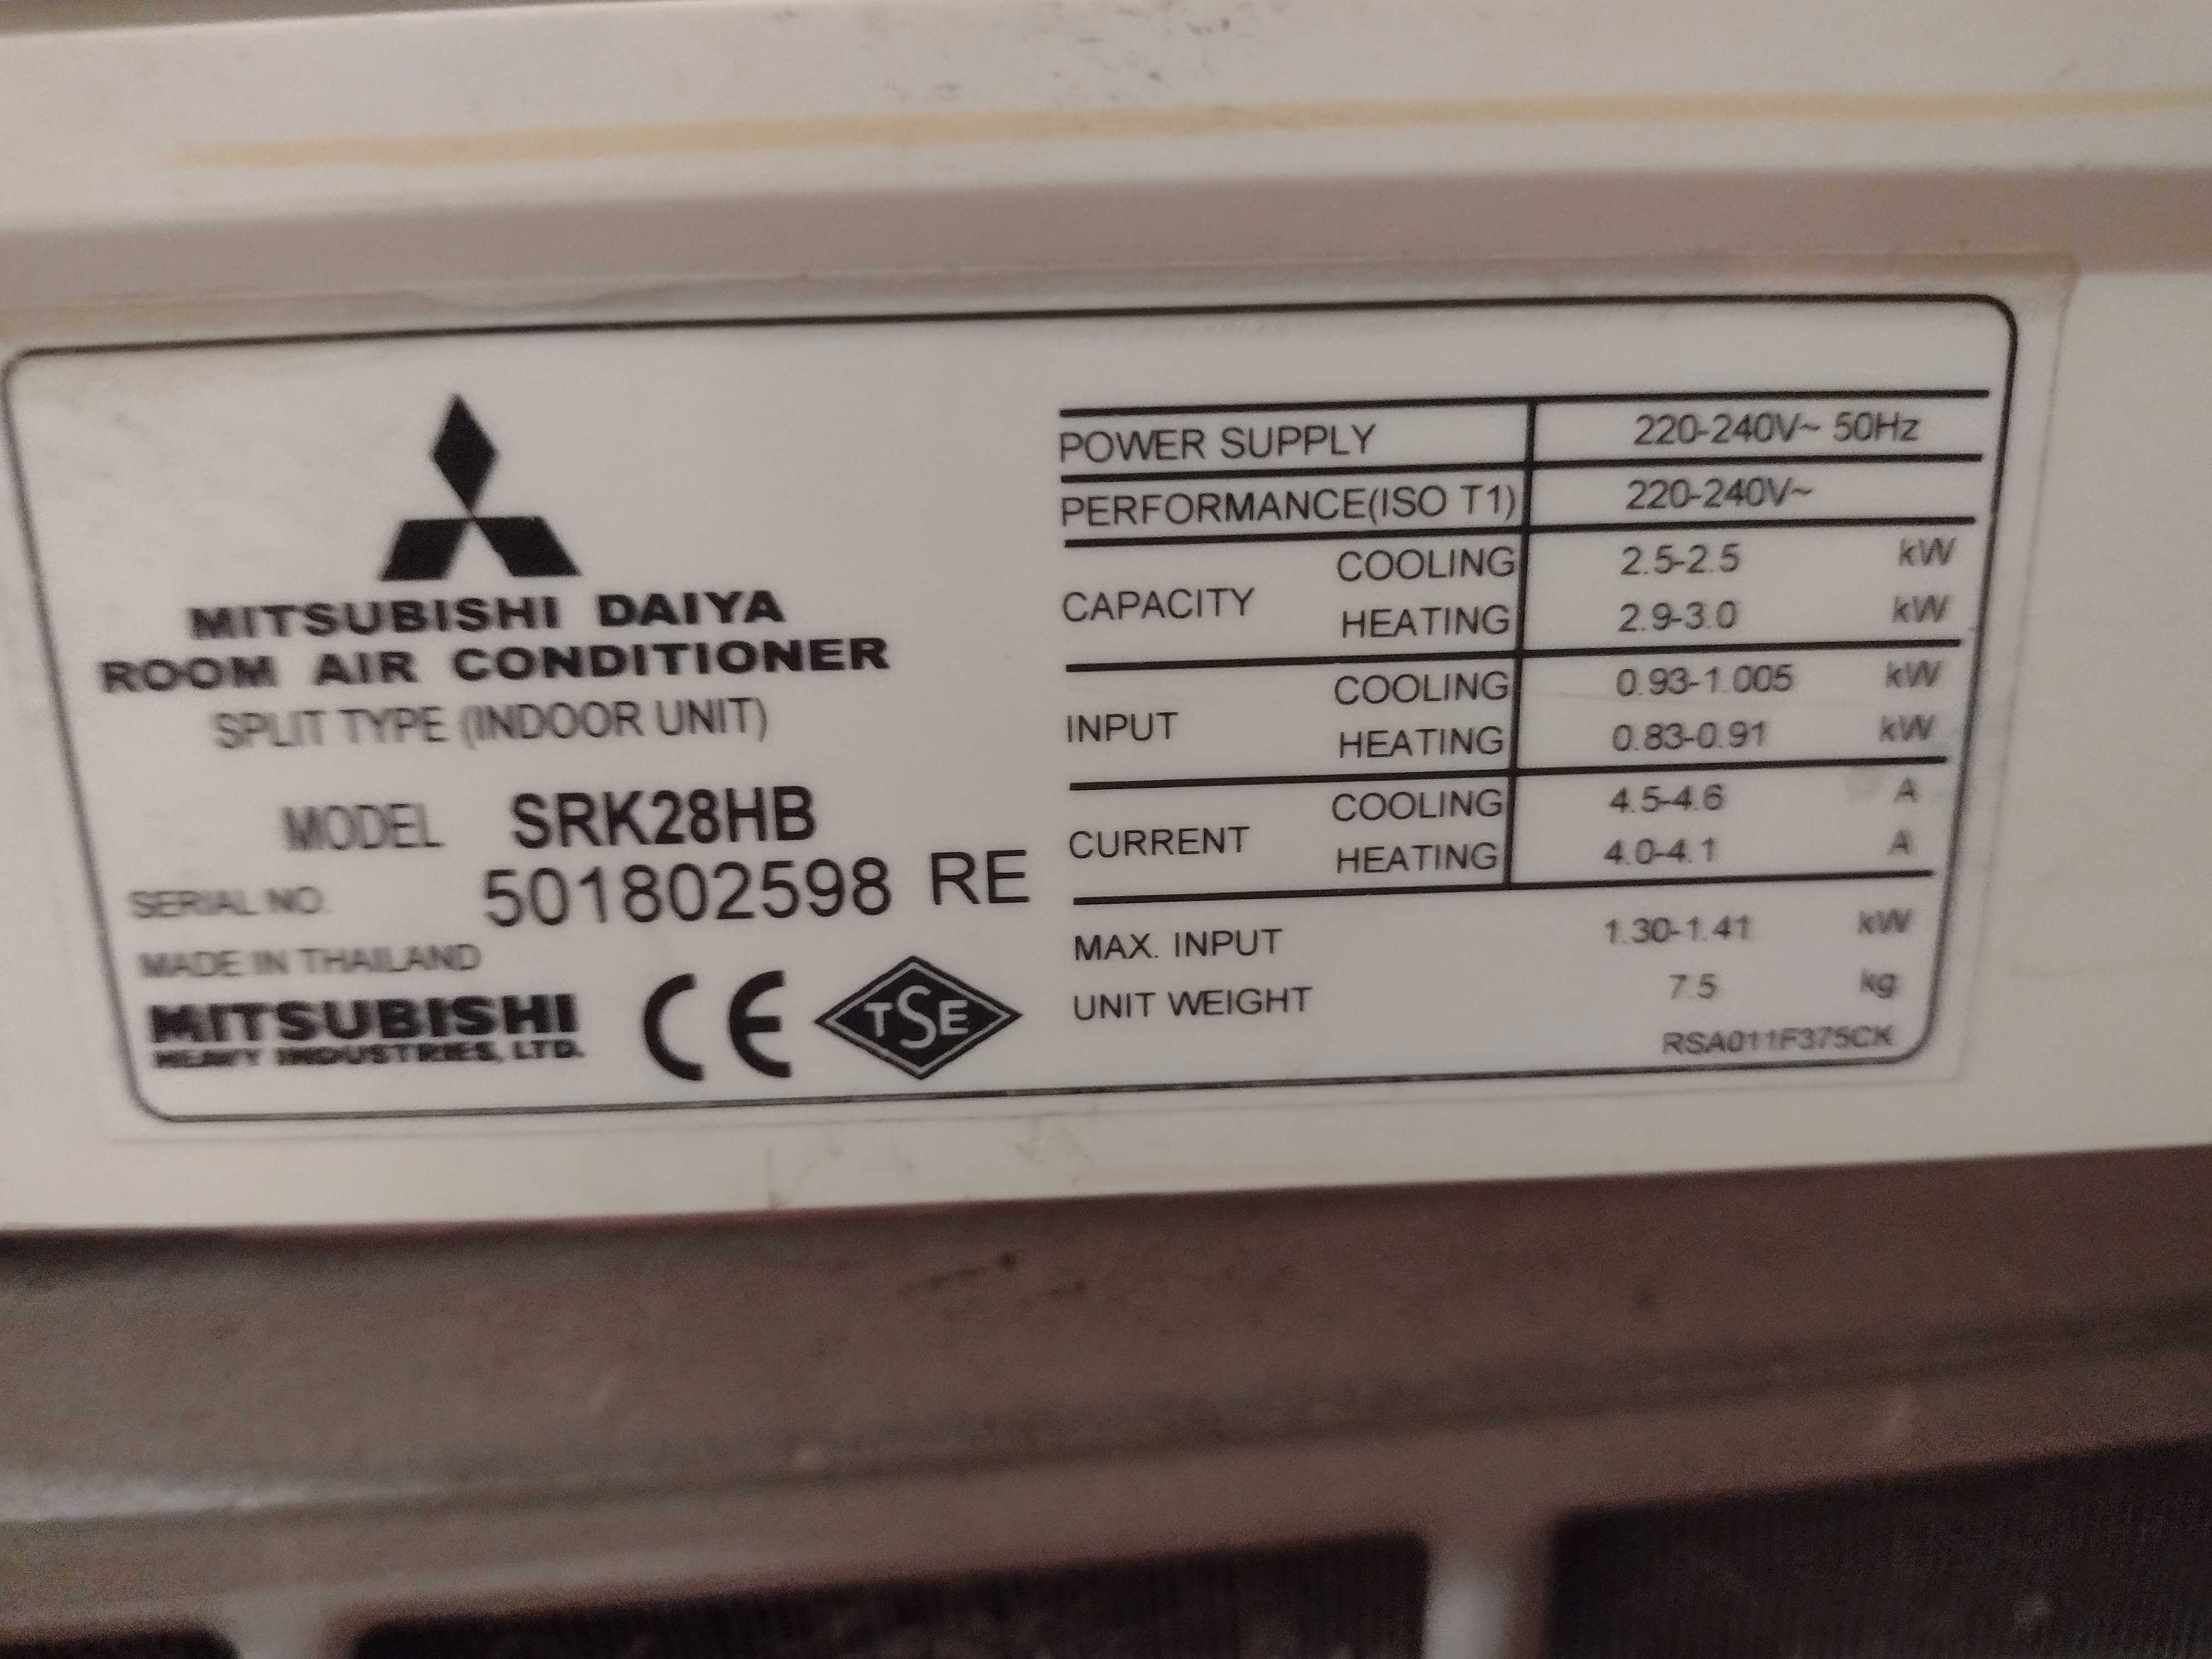 MITSUBISHI DAIYA
ROOM AIR CONDITIONER
SPLIT TYPE (INDOOR UNIT)
MODEL SRK28HB
SERIAL NO. 501802598 RE
MADE IN THAILAND
MITSUBISHI
HEAVY INDUSTRIES, LTD.
CE TSE
POWER SUPPLY 220-240V~ 50Hz
PERFORMANCE(ISO T1) 220-240V~
CAPACITY
COOLING 2.5-2.5 kW
HEATING 2.9-3.0 kW
INPUT
COOLING 0.93-1.005 kW
HEATING 0.83-0.91 kW
CURRENT
COOLING 4.5-4.6 A
HEATING 4.0-4.1 A
MAX. INPUT 1.30-1.41 kW
UNIT WEIGHT 7.5 kg
RSA011F375CK